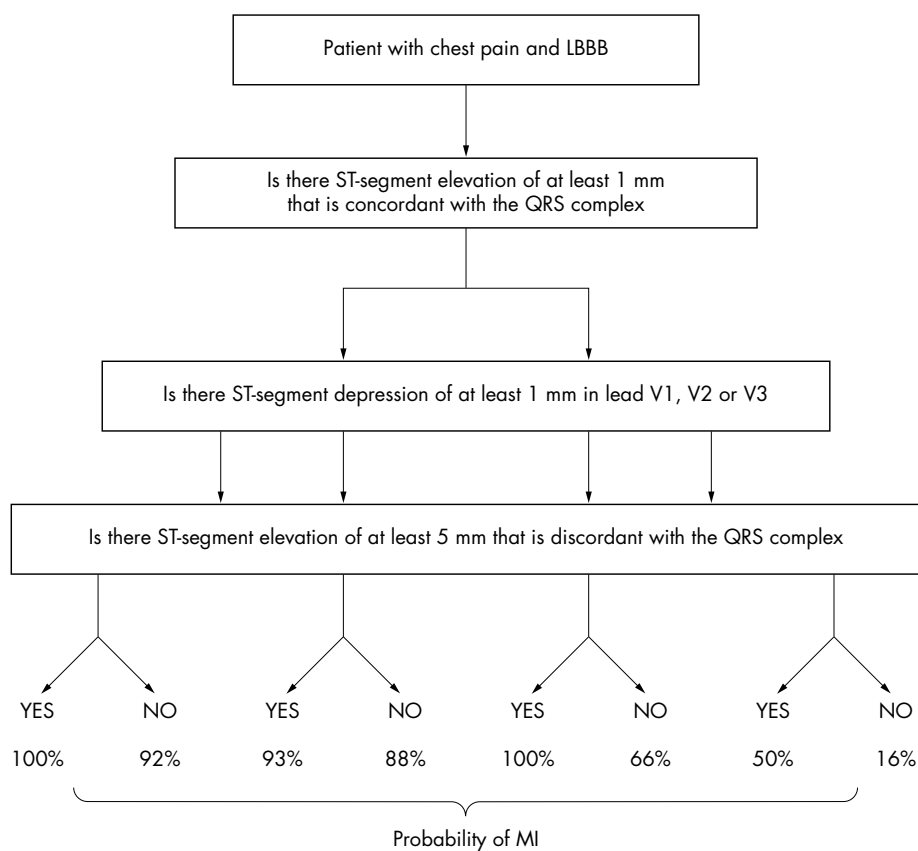 Patient with chest pain and LBBB
Is there ST-segment elevation of at least 1 mm
that is concordant with the QRS complex
Is there ST-segment depression of at least 1 mm in lead V1, V2 or V3
Is there ST-segment elevation of at least 5 mm that is discordant with the QRS complex
YES NO YES NO YES NO YES NO
100% 92% 93% 88% 100% 66% 50% 16%
Probability of MI